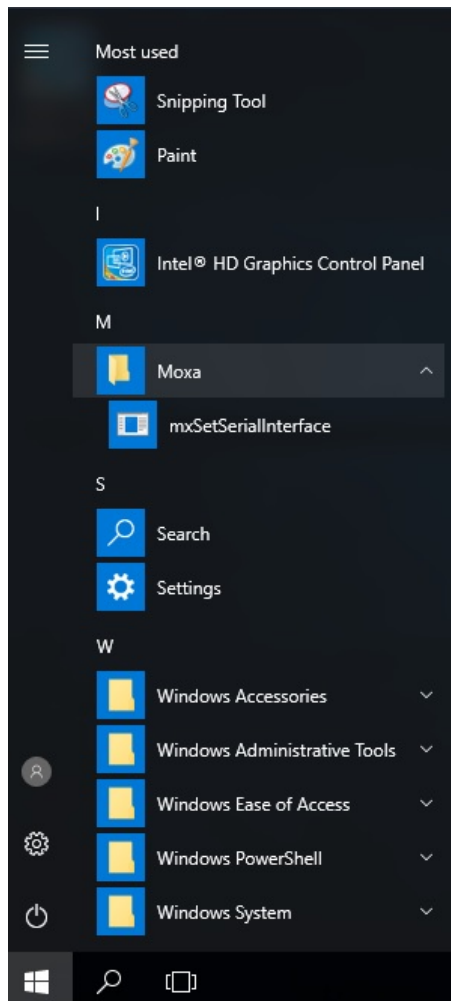 Most used
Snipping Tool
Paint
I
Intel® HD Graphics Control Panel
M
Moxa
mxSetSerialInterface
S
Search
Settings
W
Windows Accessories
Windows Administrative Tools
Windows Ease of Access
Windows PowerShell
Windows System